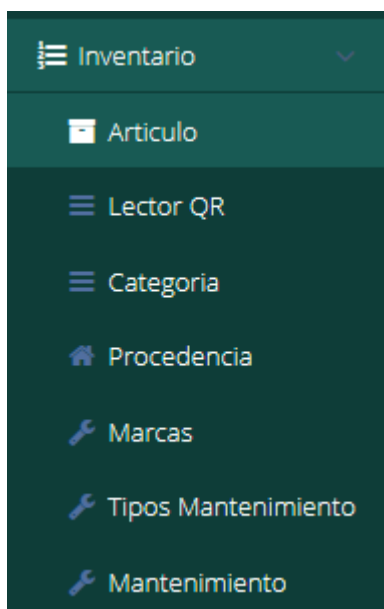 Inventario
Articulo
Lector QR
Categoria
Procedencia
Marcas
Tipos Mantenimiento
Mantenimiento